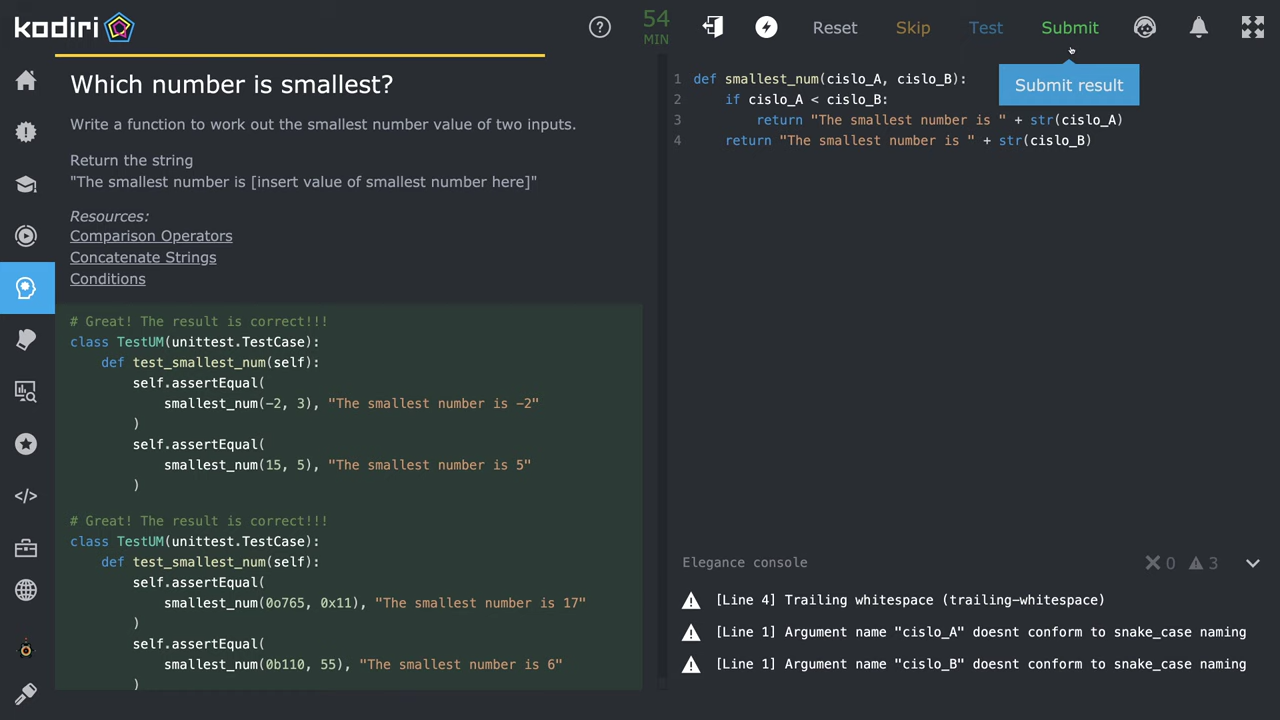 kodiri
54
MIN
Reset
Skip
Test
Submit
Submit result
Which number is smallest?
Write a function to work out the smallest number value of two inputs.
Return the string
"The smallest number is [insert value of smallest number here]"
Resources:
Comparison Operators
Concatenate Strings
Conditions
# Great! The result is correct!!!
class TestUM(unittest.TestCase):
def test_smallest_num(self):
self.assertEqual(
smallest_num(-2, 3), "The smallest number is -2"
)
self.assertEqual(
smallest_num(15, 5), "The smallest number is 5"
)
# Great! The result is correct!!!
class TestUM(unittest.TestCase):
def test_smallest_num(self):
self.assertEqual(
smallest_num(0o765, 0x11), "The smallest number is 17"
)
self.assertEqual(
smallest_num(0b110, 55), "The smallest number is 6"
)
1 def smallest_num(cislo_A, cislo_B):
2 if cislo_A < cislo_B:
3 return "The smallest number is " + str(cislo_A)
4 return "The smallest number is " + str(cislo_B)
Elegance console
0 3
[Line 4] Trailing whitespace (trailing-whitespace)
[Line 1] Argument name "cislo_A" doesnt conform to snake_case naming
[Line 1] Argument name "cislo_B" doesnt conform to snake_case naming